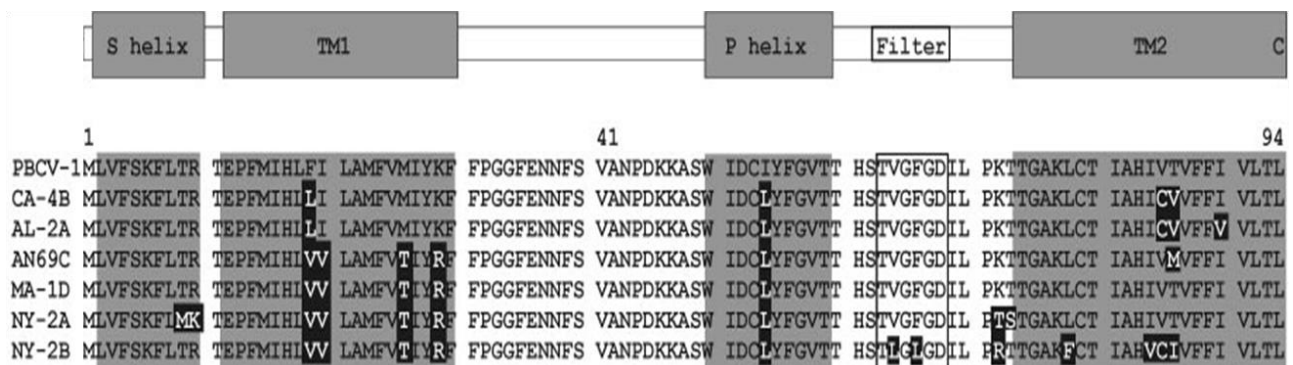 S helix TM1 P helix Filter TM2 C
1 41 94
PBCV-1 MLVFSKFLTR TEPFMIHLFI LAMFVMIYKF FPGGFENNFS VANPDKKASW IDCIYFGVTT HSTVGFGDIL PKTTGAKLCT IAHIVTVFFI VLTL
CA-4B MLVFSKFLTR TEPFMIHLLI LAMFVMIYKF FPGGFENNFS VANPDKKASW IDCLYFGVTT HSTVGFGDIL PKTTGAKLCT IAHICVVFFI VLTL
AL-2A MLVFSKFLTR TEPFMIHLLI LAMFVMIYKF FPGGFENNFS VANPDKKASW IDCLYFGVTT HSTVGFGDIL PKTTGAKLCT IAHICVVFFV VLTL
AN69C MLVFSKFLTR TEPFMIHLVV LAMFVTIYRF FPGGFENNFS VANPDKKASW IDCLYFGVTT HSTVGFGDIL PKTTGAKLCT IAHIVMVFFI VLTL
MA-1D MLVFSKFLTR TEPFMIHLVV LAMFVTIYRF FPGGFENNFS VANPDKKASW IDCLYFGVTT HSTVGFGDIL PKTTGAKLCT IAHIVTVFFI VLTL
NY-2A MLVFSKFLMK TEPFMIHLVV LAMFVTIYRF FPGGFENNFS VANPDKKASW IDCLYFGVTT HSTVGFGDIL PTSTGAKLCT IAHIVTVFFI VLTL
NY-2B MLVFSKFLTR TEPFMIHLVV LAMFVTIYRF FPGGFENNFS VANPDKKASW IDCLYFGVTT HSTLGLGDIL PRTTGAKFCT IAHVCIVFFI VLTL